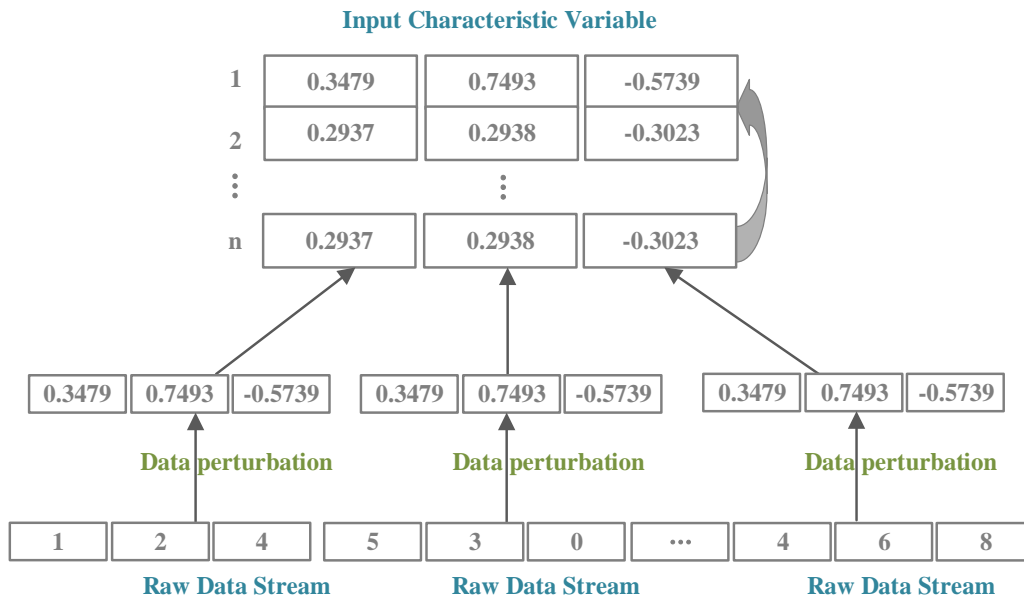 Input Characteristic Variable
1 0.3479 0.7493 -0.5739
2 0.2937 0.2938 -0.3023
⋮ ⋮
n 0.2937 0.2938 -0.3023
0.3479 0.7493 -0.5739 0.3479 0.7493 -0.5739 0.3479 0.7493 -0.5739
Data perturbation Data perturbation Data perturbation
1 2 4 5 3 0 ... 4 6 8
Raw Data Stream Raw Data Stream Raw Data Stream